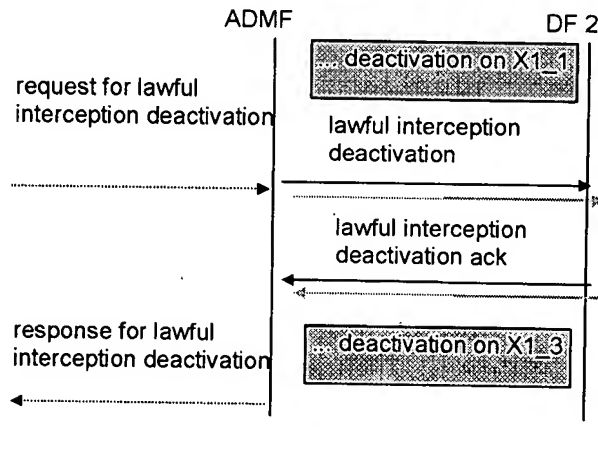 ADMF
DF 2
... deactivation on X1_1
request for lawful
interception deactivation
lawful interception
deactivation
lawful interception
deactivation ack
response for lawful
interception deactivation
... deactivation on X1_3